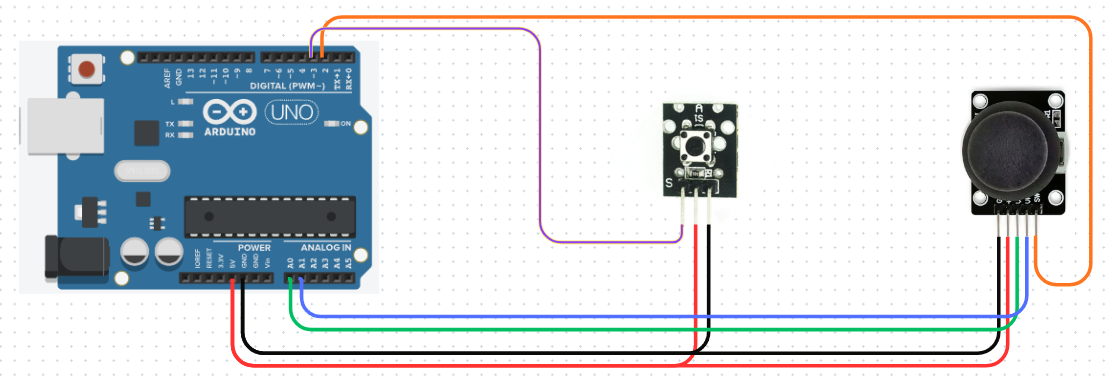 AREF
GND
13
12
~11
~10
~9
8
7
~6
~5
4
~3
2
TX→1
RX←0
DIGITAL (PWM~)
L
TX
RX
ARDUINO
UNO
ON
POWER
ANALOG IN
IOREF
RESET
3.3V
5V
GND
GND
Vin
A0
A1
A2
A3
A4
A5
A
S1
S
SW